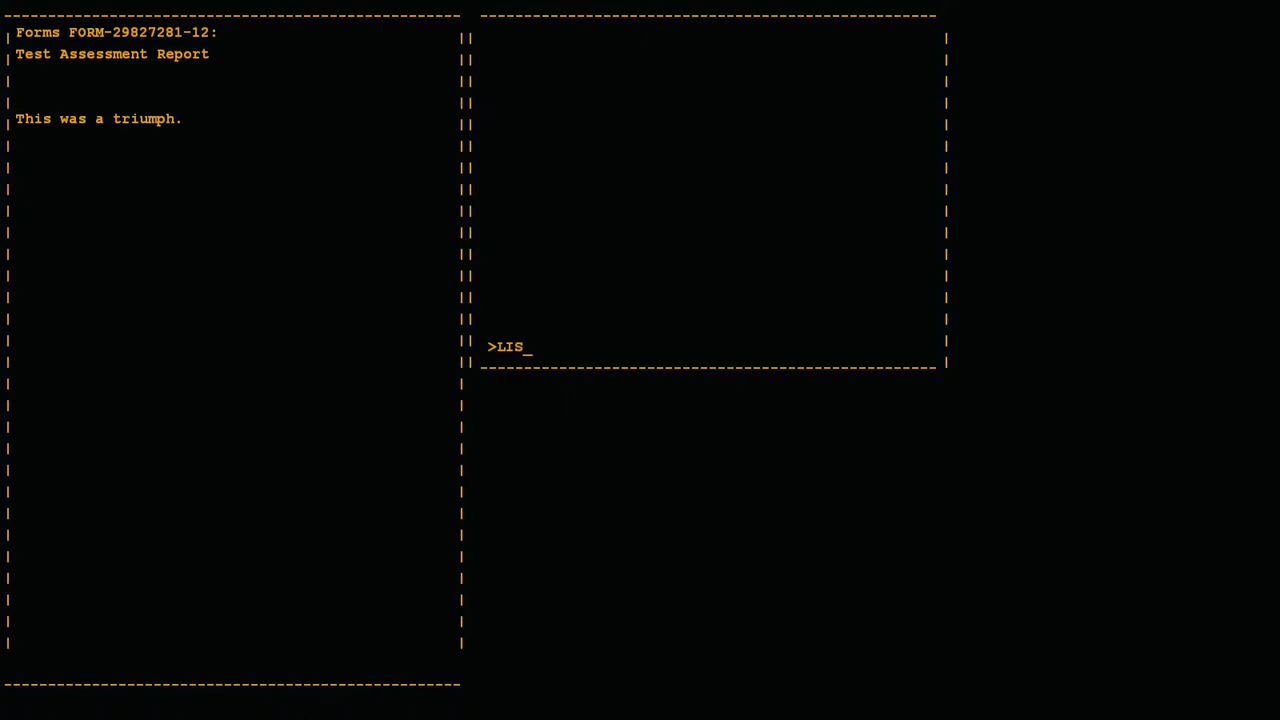 Forms FORM-29827281-12:
Test Assessment Report
This was a triumph.
>LIS_